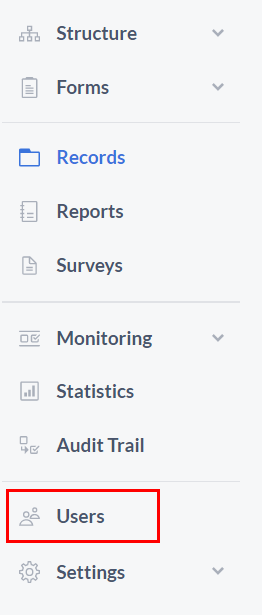 Structure
Forms
Records
Reports
Surveys
Monitoring
Statistics
Audit Trail
Users
Settings